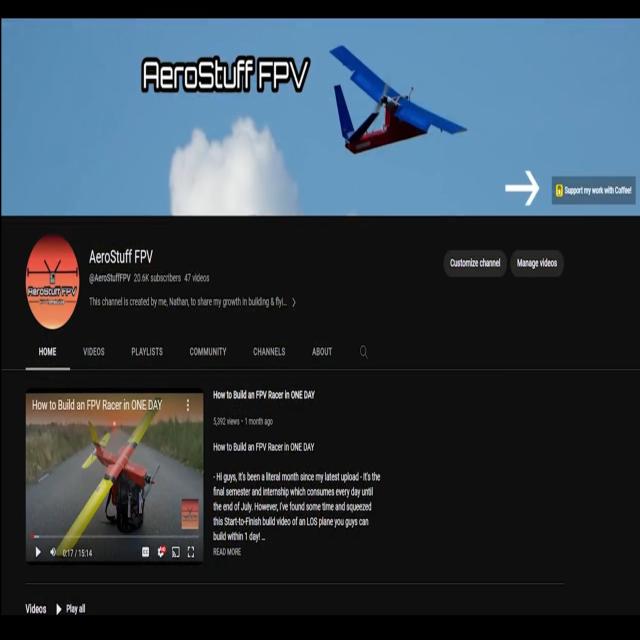 AeroStuff FPV
Support my work with Coffee!
AeroStuff FPV
AeroStuff FPV
@AeroStuffFPV 20.6K subscribers 47 videos
This channel is created by me, Nathan, to share my growth in building & flyi...
Customize channel
Manage videos
HOME VIDEOS PLAYLISTS COMMUNITY CHANNELS ABOUT
How to Build an FPV Racer in ONE DAY
0:17 / 15:14
How to Build an FPV Racer in ONE DAY
5,392 views • 1 month ago
How to Build an FPV Racer in ONE DAY
- Hi guys, It's been a literal month since my latest upload - It's the
final semester and internship which consumes every day until
the end of July. However, I've found some time and squeezed
this Start-to-Finish build video of an LOS plane you guys can
build within 1 day! ...
READ MORE
Videos Play all